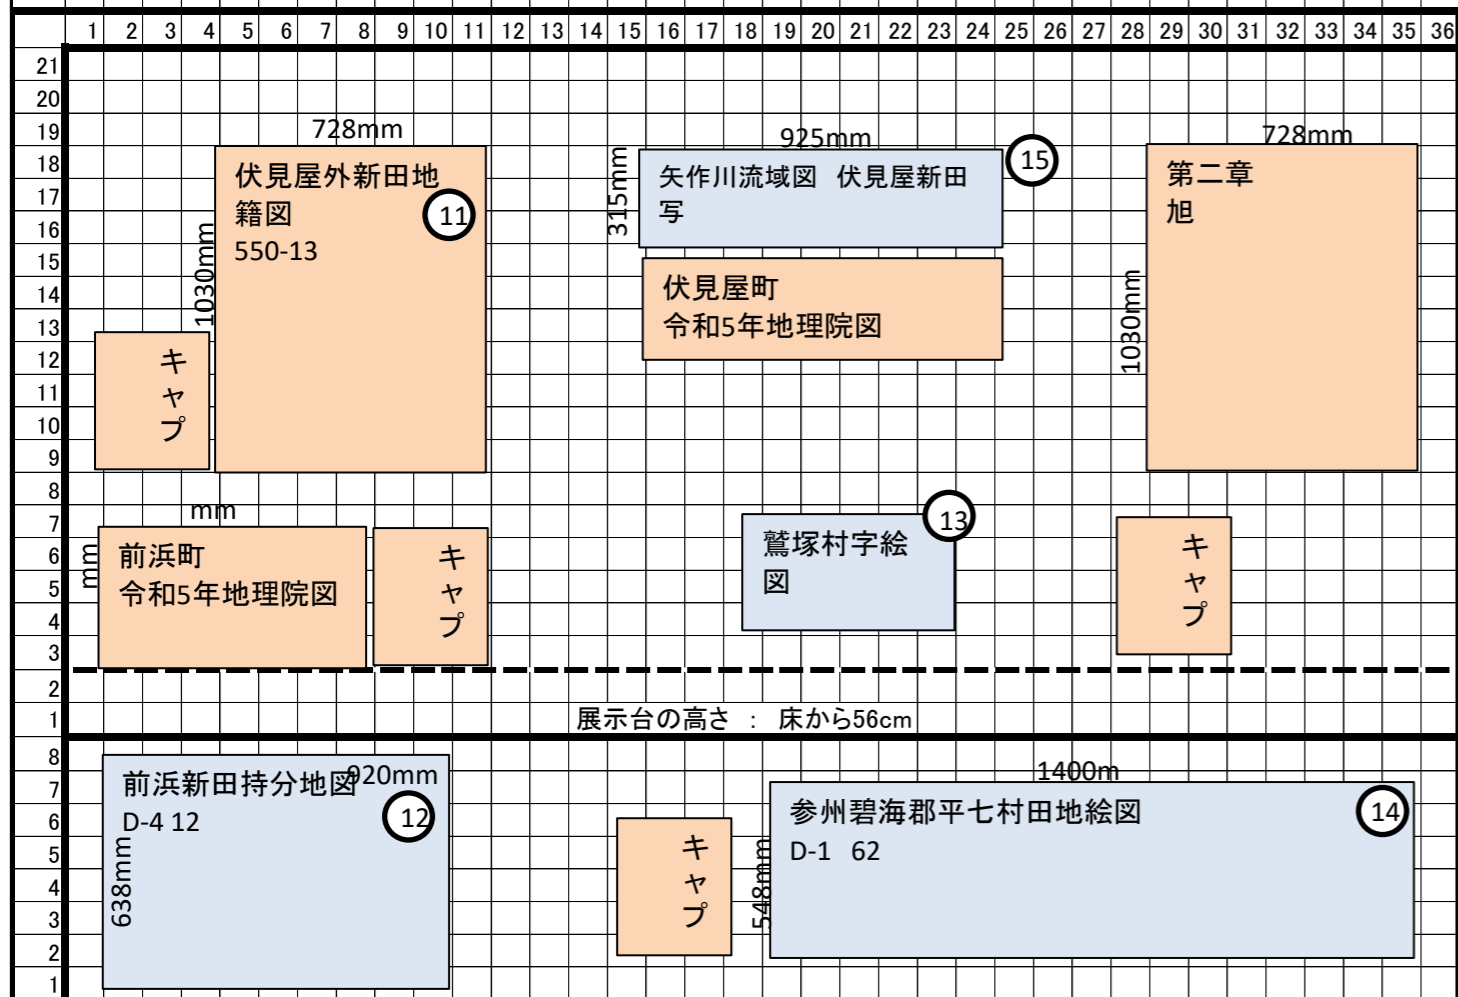 1 2 3 4 5 6 7 8 9 10 11 12 13 14 15 16 17 18 19 20 21 22 23 24 25 26 27 28 29 30 31 32 33 34 35 36
21
20
19
18
17
16
15
14
13
12
11
10
9
8
7
6
5
4
3
2
1
728mm
1030mm
伏見屋外新田地
籍図
550-13
11
キャプ
925mm
315mm
矢作川流域図 伏見屋新田
写
15
伏見屋町
令和5年地理院図
728mm
1030mm
第二章
旭
mm
mm
前浜町
令和5年地理院図
キャプ
鷲塚村字絵
図
13
キャプ
展示台の高さ : 床から56cm
8
7
6
5
4
3
2
1
前浜新田持分地図
920mm
D-4 12
12
638mm
キャプ
1400m
548mm
参州碧海郡平七村田地絵図
D-1 62
14